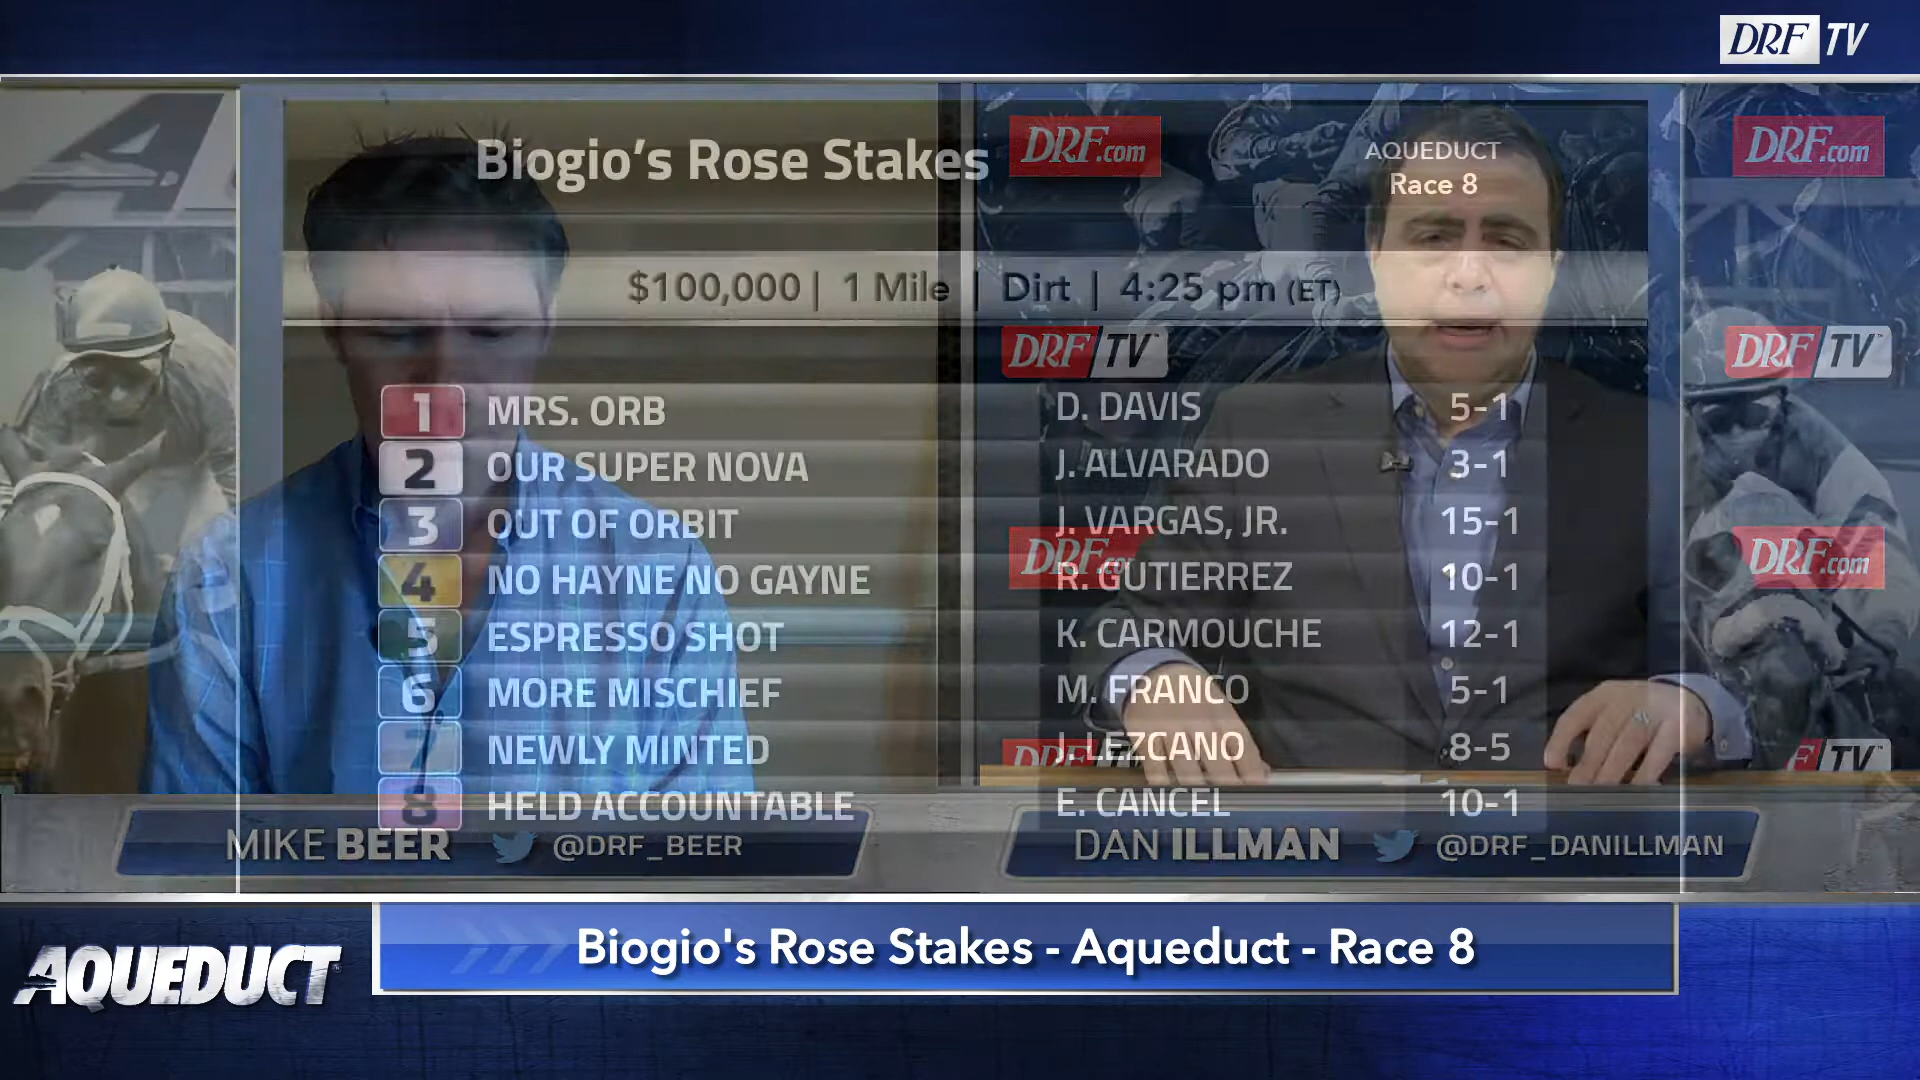 DRF TV
Biogio's Rose Stakes
DRF.com
AQUEDUCT
Race 8
DRF.com
$100,000 | 1 Mile | Dirt | 4:25 pm (ET)
DRF TV
DRF TV
1 MRS. ORB D. DAVIS 5-1
2 OUR SUPER NOVA J. ALVARADO 3-1
3 OUT OF ORBIT J. VARGAS, JR. 15-1
DRF.co
DRF.com
4 NO HAYNE NO GAYNE R. GUTIERREZ 10-1
5 ESPRESSO SHOT K. CARMOUCHE 12-1
6 MORE MISCHIEF M. FRANCO 5-1
7 NEWLY MINTED J. LEZCANO 8-5
DRF
F TV
8 HELD ACCOUNTABLE E. CANCEL 10-1
MIKE BEER @DRF_BEER
DAN ILLMAN @DRF_DANILLMAN
AQUEDUCT
Biogio's Rose Stakes - Aqueduct - Race 8